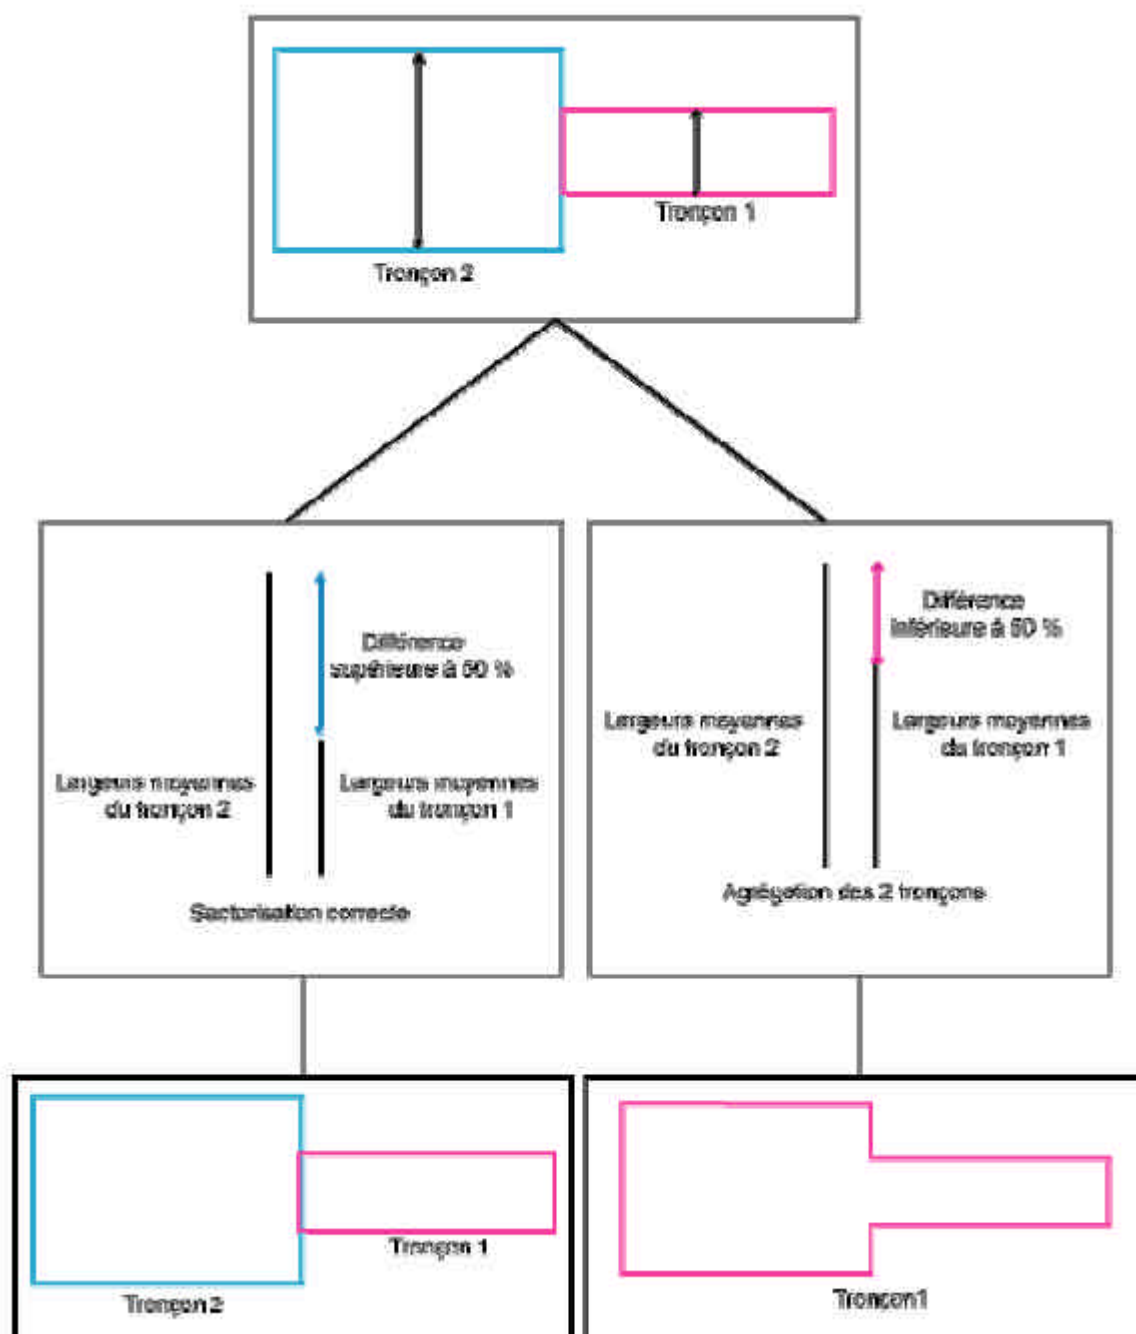 Tronçon 1
Tronçon 2
Différence
supérieure à 50 %
Largeurs moyennes
du tronçon 2
Largeurs moyennes
du tronçon 1
Sectorisation correcte
Différence
inférieure à 50 %
Largeurs moyennes
du tronçon 2
Largeurs moyennes
du tronçon 1
Agrégation des 2 tronçons
Tronçon 1
Tronçon 2
Tronçon1